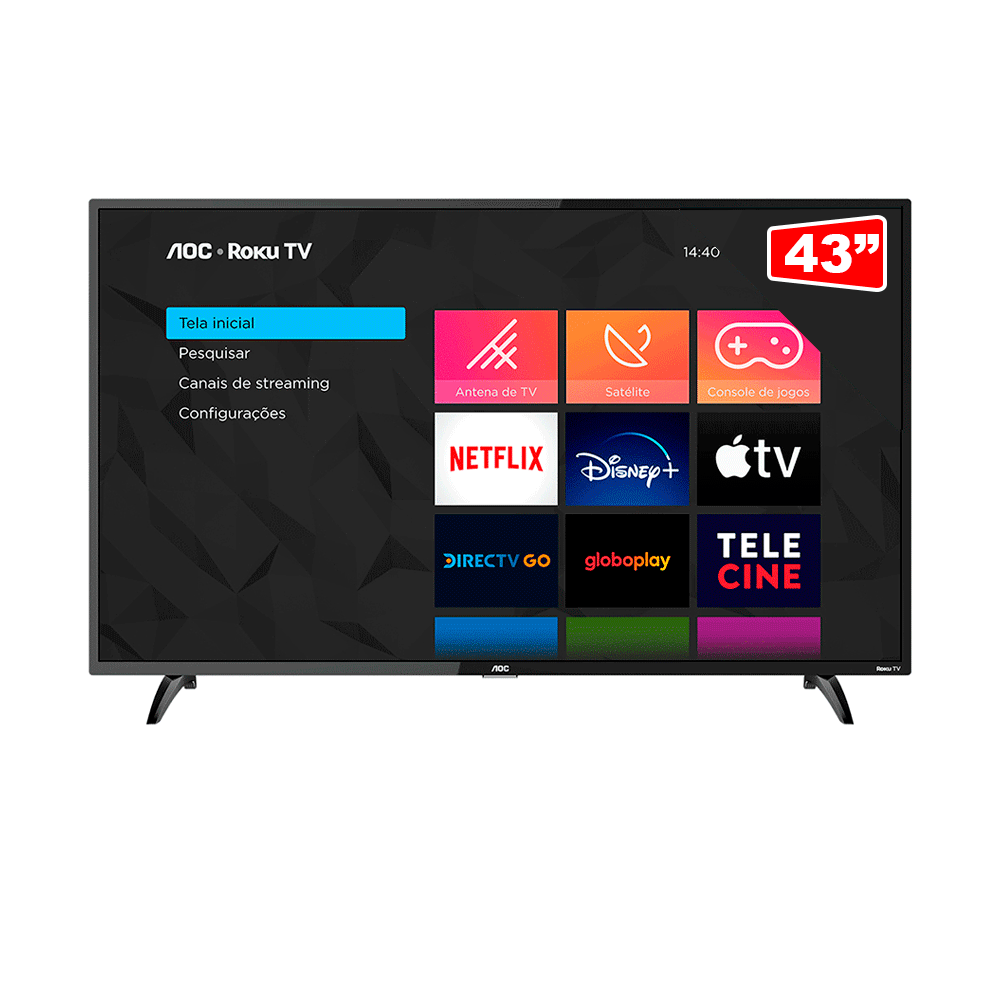 AOC • Roku TV
14:40
43”
Tela inicial
Pesquisar
Canais de streaming
Configurações
Antena de TV
Satélite
Console de jogos
NETFLIX
Disney+
tv
DIRECTV GO
globoplay
TELE
CINE
AOC
Roku TV